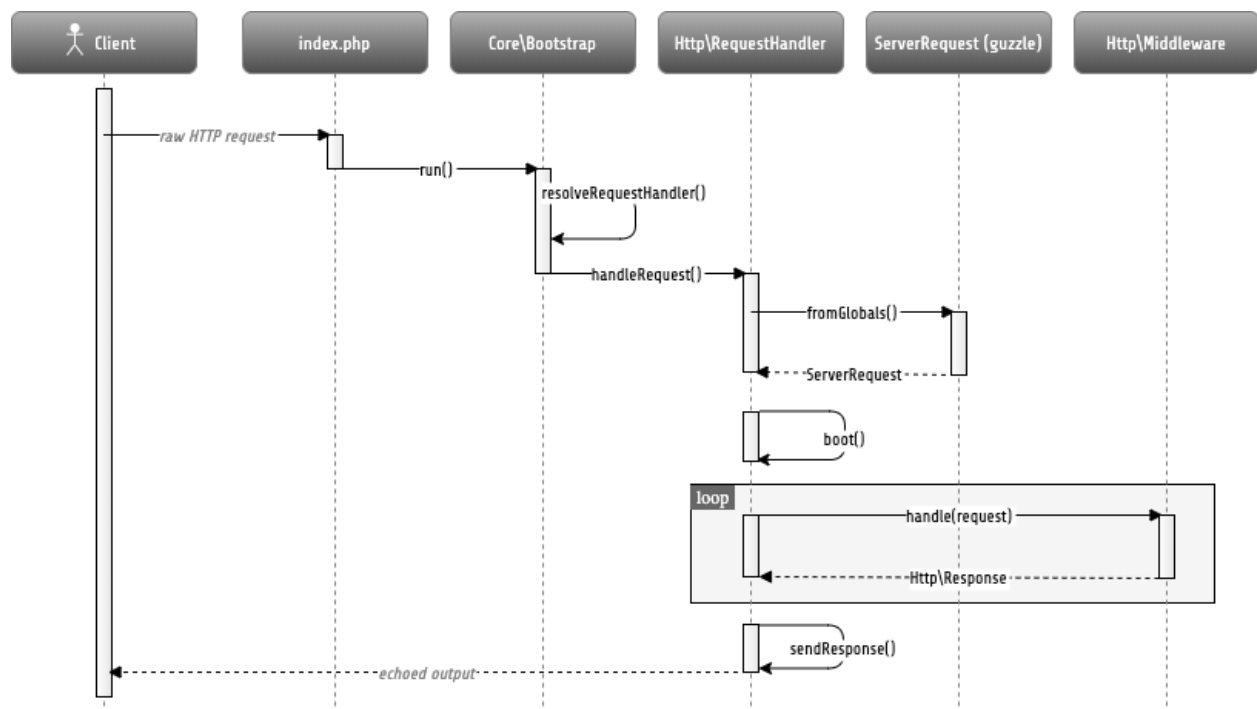 Client
index.php
Core\Bootstrap
Http\RequestHandler
ServerRequest (guzzle)
Http\Middleware
raw HTTP request
run()
resolveRequestHandler()
handleRequest()
fromGlobals()
ServerRequest
boot()
loop
handle(request)
Http\Response
sendResponse()
echoed output